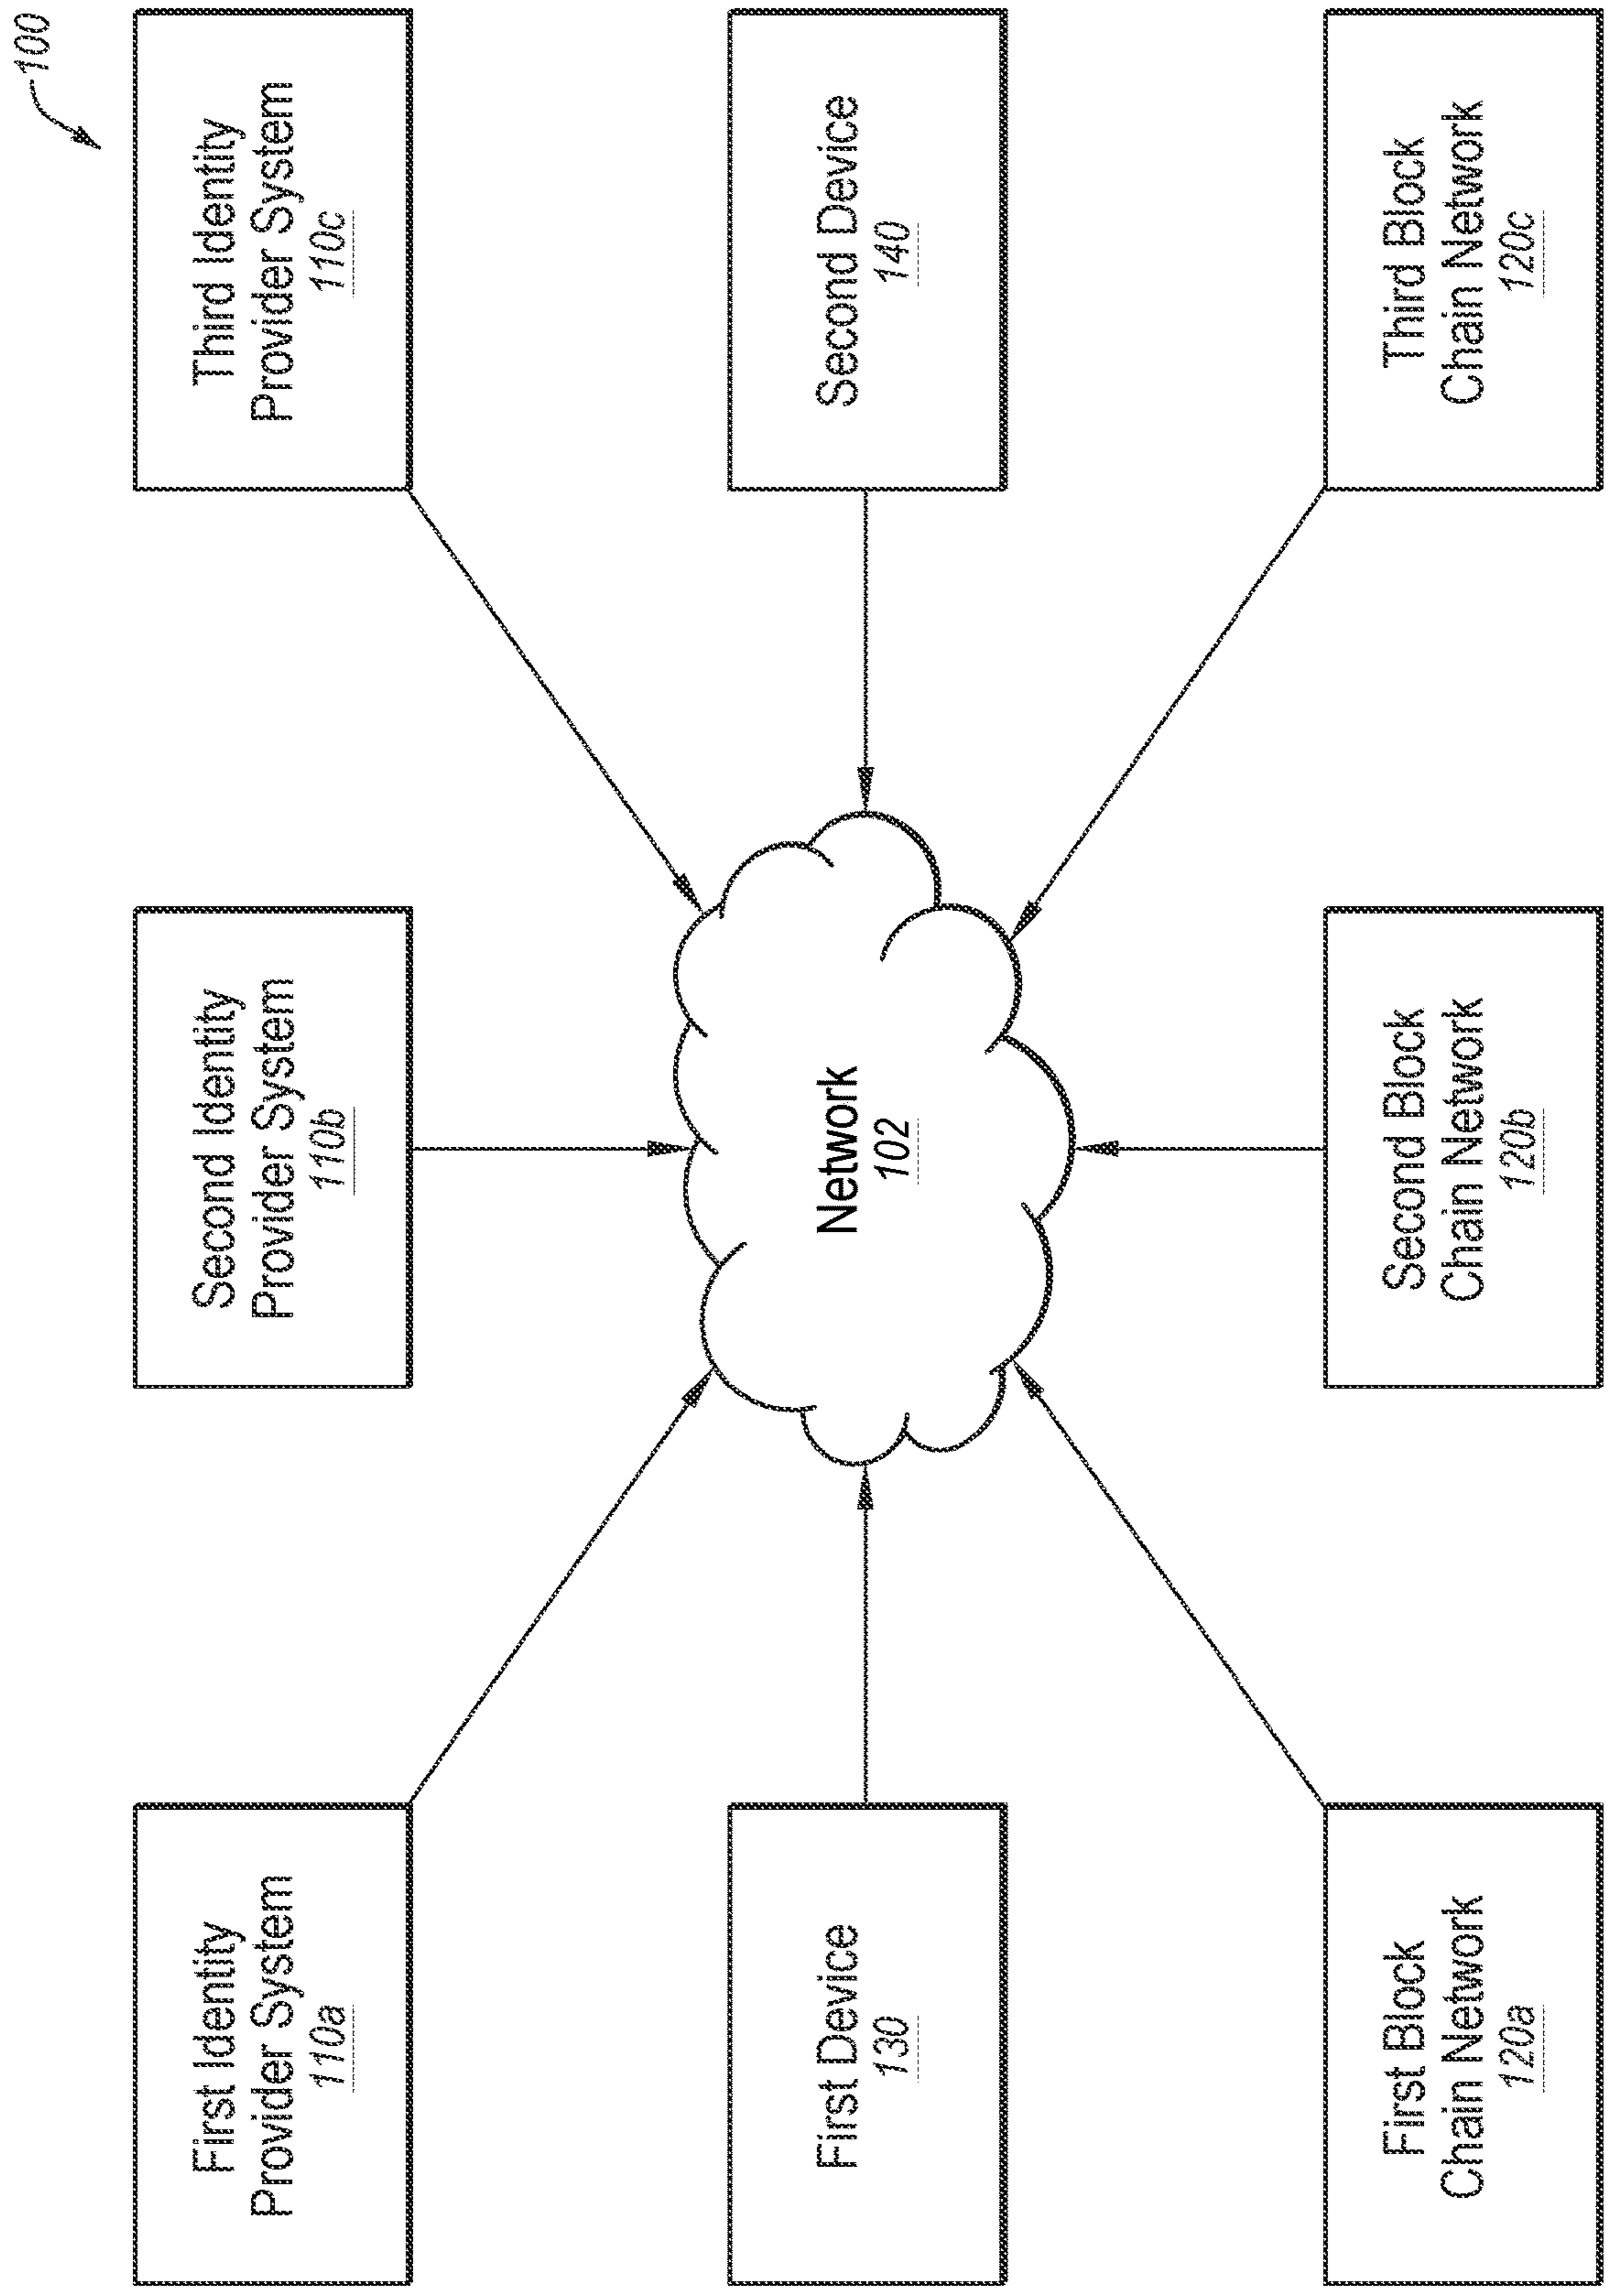 100
First Identity
Provider System
110a
Second Identity
Provider System
110b
Third Identity
Provider System
110c
First Device
130
Network
102
Second Device
140
First Block
Chain Network
120a
Second Block
Chain Network
120b
Third Block
Chain Network
120c